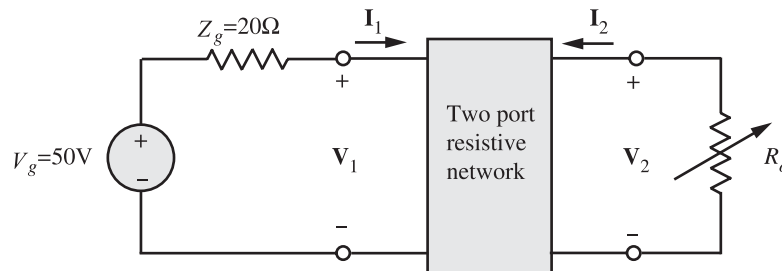 Z_g=20Ω
I_1
I_2
+
+
+
V_g=50V
−
V_1
Two port
resistive
network
V_2
−
−